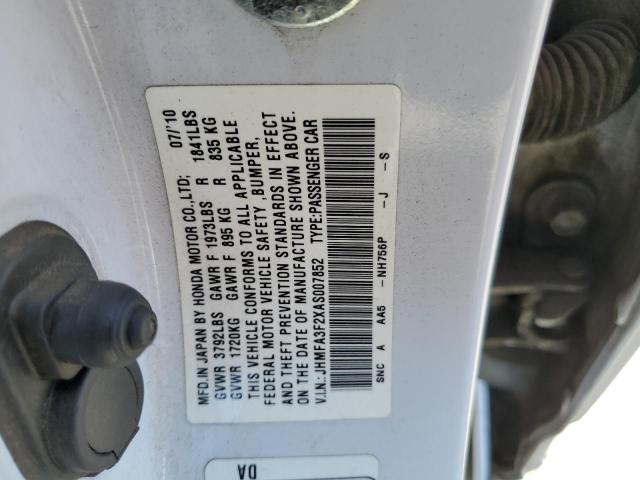 MFD.IN JAPAN BY HONDA MOTOR CO.,LTD; 07/'10
GVWR 3792LBS GAWR F 1973LBS R 1841LBS
GVWR 1720KG GAWR F 895 KG R 835 KG
THIS VEHICLE CONFORMS TO ALL APPLICABLE
FEDERAL MOTOR VEHICLE SAFETY ,BUMPER,
AND THEFT PREVENTION STANDARDS IN EFFECT
ON THE DATE OF MANUFACTURE SHOWN ABOVE.
V.I.N.:JHMFA3F2XAS007852 TYPE:PASSENGER CAR
SNC A AA5 -NH756P -J -S
DA